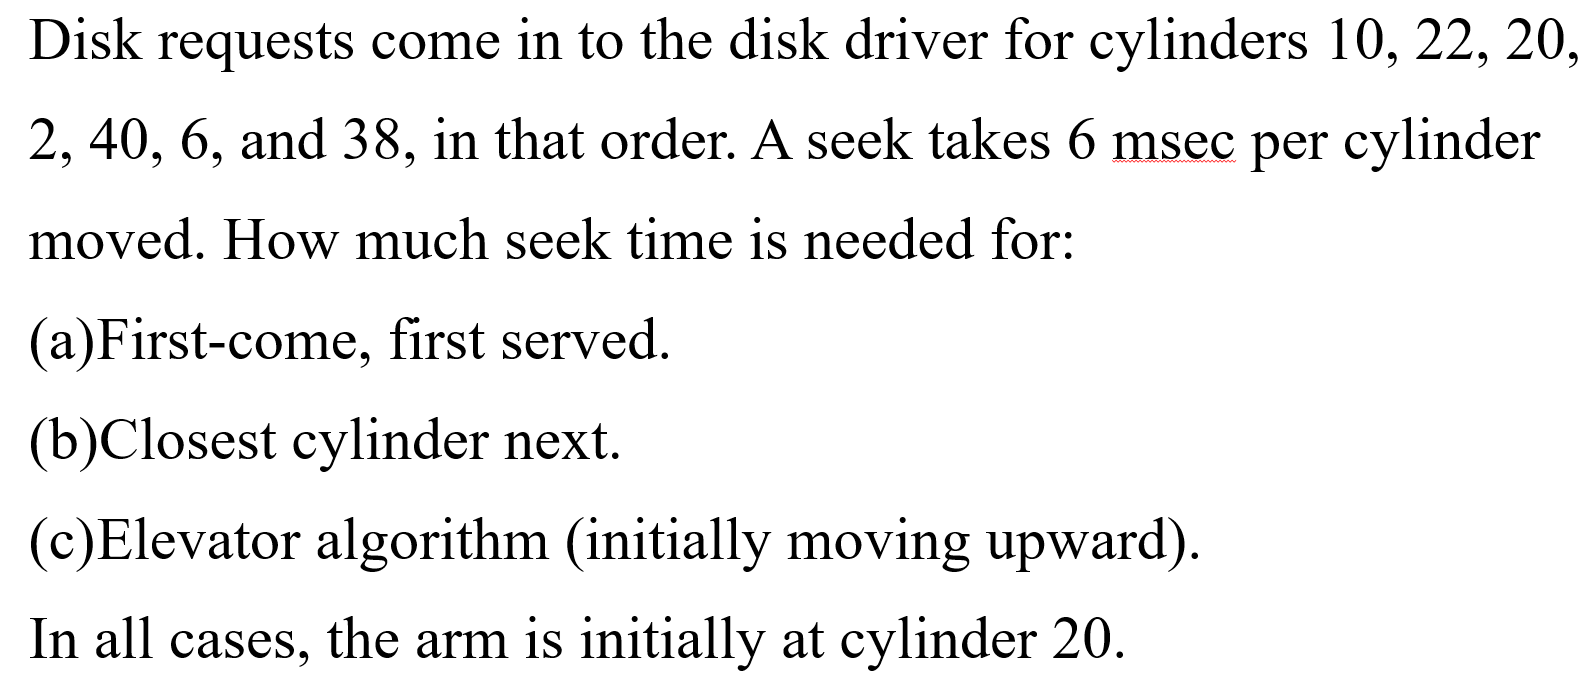 Disk requests come in to the disk driver for cylinders 10, 22, 20,
2, 40, 6, and 38, in that order. A seek takes 6 msec per cylinder
moved. How much seek time is needed for:
(a)First-come, first served.
(b)Closest cylinder next.
(c)Elevator algorithm (initially moving upward).
In all cases, the arm is initially at cylinder 20.